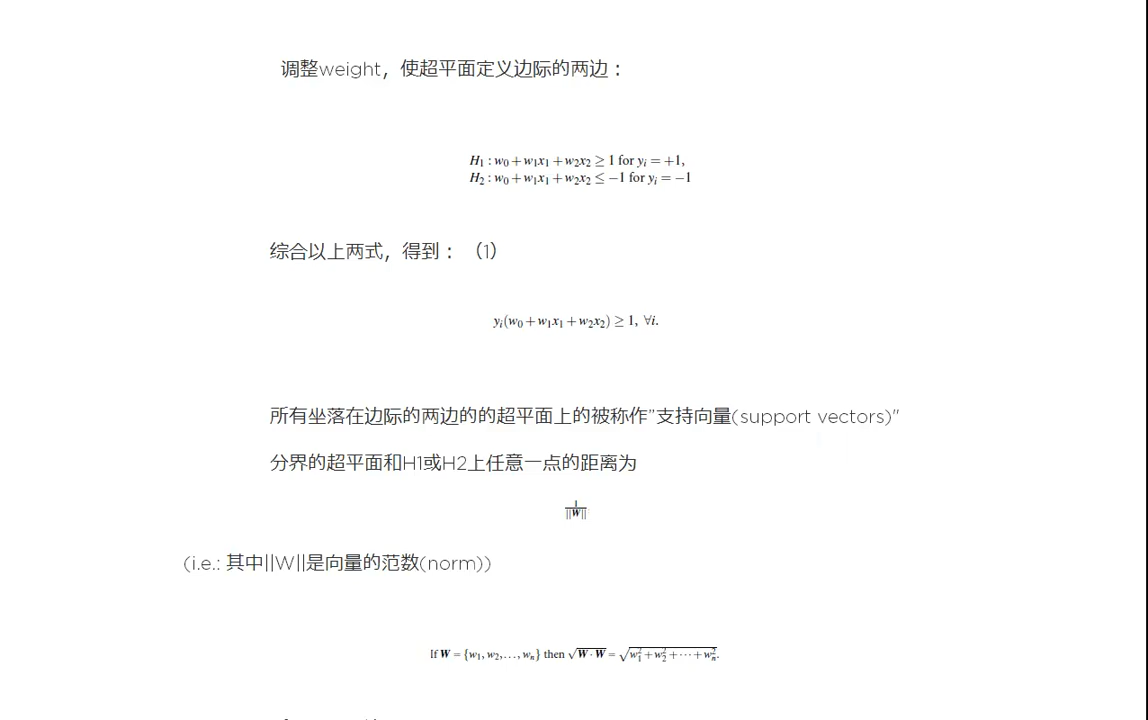 调整weight，使超平面定义边际的两边：
H₁ : w₀ + w₁x₁ + w₂x₂ ≥ 1 for yᵢ = +1,
H₂ : w₀ + w₁x₁ + w₂x₂ ≤ −1 for yᵢ = −1
综合以上两式，得到： （1）
yᵢ(w₀ + w₁x₁ + w₂x₂) ≥ 1, ∀i.
所有坐落在边际的两边的的超平面上的被称作”支持向量(support vectors)"
分界的超平面和H1或H2上任意一点的距离为
1/||W||
(i.e.: 其中||W||是向量的范数(norm))
If W = {w₁, w₂, . . . , wₙ} then √(W · W) = √(w₁² + w₂² + · · · + wₙ²).